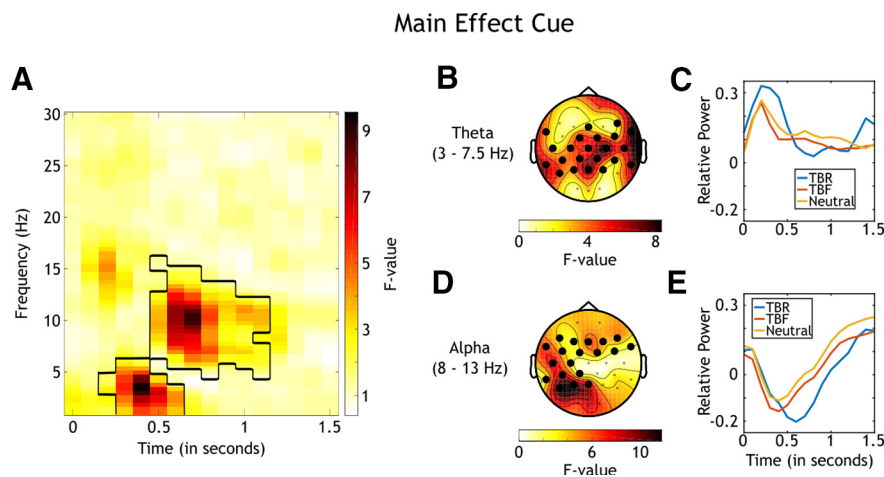 Main Effect Cue
A
30
25
20
15
10
5
Frequency (Hz)
0
0.5
1
1.5
Time (in seconds)
9
7
5
3
1
F-value
B
Theta
(3 - 7.5 Hz)
0
4
8
F-value
C
Relative Power
0.3
0
-0.2
TBR
TBF
Neutral
0
0.5
1
1.5
D
Alpha
(8 - 13 Hz)
0
6
10
F-value
E
Relative Power
0.3
0
-0.2
TBR
TBF
Neutral
0
0.5
1
1.5
Time (in seconds)